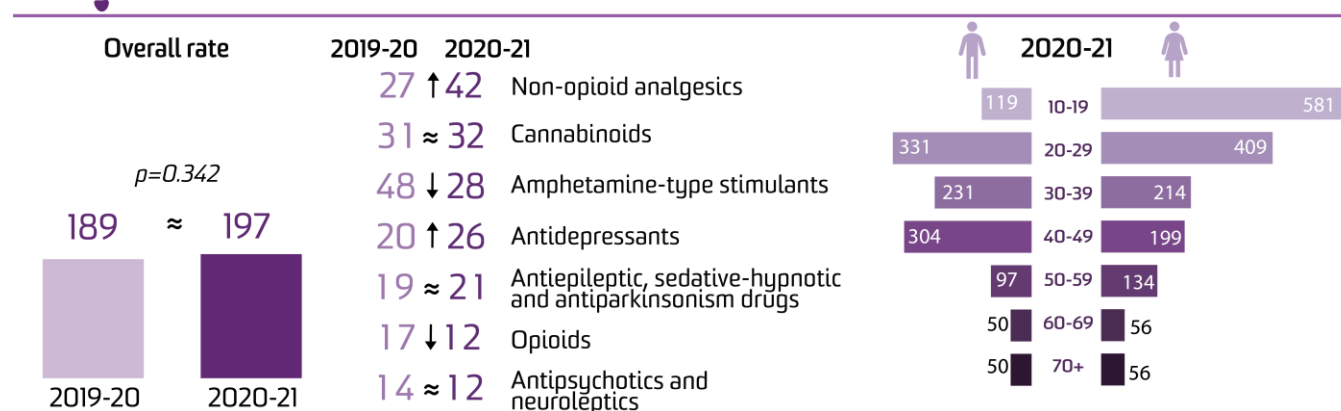 Overall rate
p=0.342
189 ≈ 197
2019-20 2020-21
2019-20 2020-21
27 ↑ 42 Non-opioid analgesics
31 ≈ 32 Cannabinoids
48 ↓ 28 Amphetamine-type stimulants
20 ↑ 26 Antidepressants
19 ≈ 21 Antiepileptic, sedative-hypnotic
and antiparkinsonism drugs
17 ↓ 12 Opioids
14 ≈ 12 Antipsychotics and
neuroleptics
2020-21
119 10-19 581
331 20-29 409
231 30-39 214
304 40-49 199
97 50-59 134
50 60-69 56
50 70+ 56